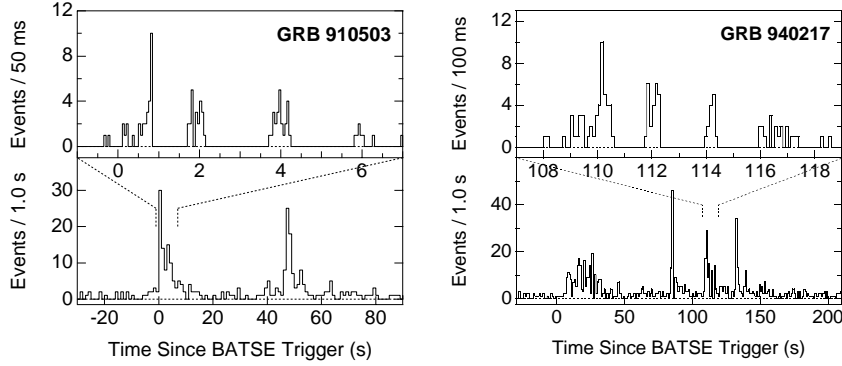 GRB 910503
Events / 50 ms
12
8
4
0
0 2 4 6
Events / 1.0 s
30
20
10
0
-20 0 20 40 60 80
Time Since BATSE Trigger (s)
GRB 940217
Events / 100 ms
12
8
4
0
108 110 112 114 116 118
Events / 1.0 s
40
20
0
0 50 100 150 200
Time Since BATSE Trigger (s)